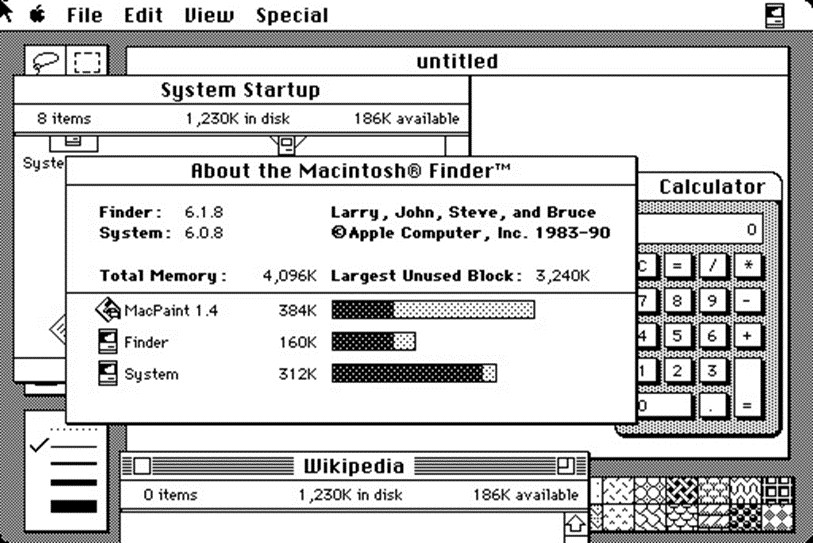 File Edit View Special
untitled
System Startup
8 items 1,230K in disk 186K available
Syste
About the Macintosh® Finder™
Finder: 6.1.8 Larry, John, Steve, and Bruce
System: 6.0.8 ©Apple Computer, Inc. 1983-90
Total Memory: 4,096K Largest Unused Block: 3,240K
MacPaint 1.4 384K
Finder 160K
System 312K
Calculator
0
C = / *
7 8 9 -
4 5 6 +
1 2 3
0 . =
Wikipedia
0 items 1,230K in disk 186K available